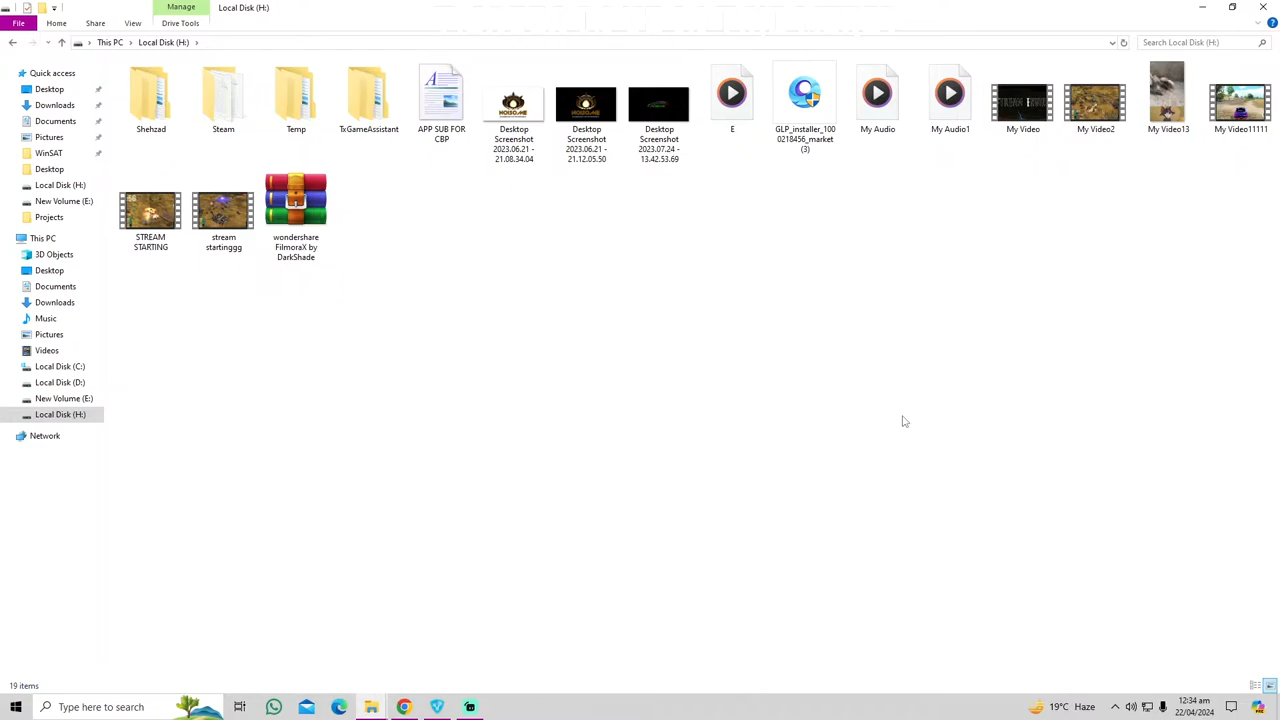 Manage
Local Disk (H:)
File
Home
Share
View
Drive Tools
This PC
Local Disk (H:)
Search Local Disk (H:)
Quick access
Desktop
Downloads
Documents
Pictures
WinSAT
Desktop
Local Disk (H:)
New Volume (E:)
Projects
This PC
3D Objects
Desktop
Documents
Downloads
Music
Pictures
Videos
Local Disk (C:)
Local Disk (D:)
New Volume (E:)
Local Disk (H:)
Network
Shehzad
Steam
Temp
TxGameAssistant
APP SUB FOR
CBP
Desktop
Screenshot
2023.06.21 -
21.08.34.04
Desktop
Screenshot
2023.06.21 -
21.12.05.50
Desktop
Screenshot
2023.07.24 -
13.42.53.69
E
GLP_installer_100
0218456_market
(3)
My Audio
My Audio1
My Video
My Video2
My Video13
My Video11111
STREAM
STARTING
stream
startinggg
wondershare
FilmoraX by
DarkShade
19 items
Type here to search
19°C Haze
12:34 am
22/04/2024